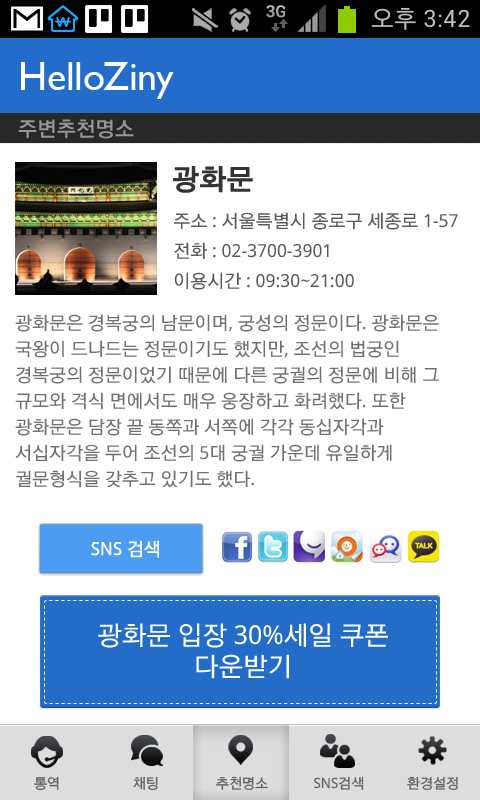 3G
오후 3:42
HelloZiny
주변추천명소
광화문
주소 : 서울특별시 종로구 세종로 1-57
전화 : 02-3700-3901
이용시간 : 09:30~21:00
광화문은 경복궁의 남문이며, 궁성의 정문이다. 광화문은
국왕이 드나드는 정문이기도 했지만, 조선의 법궁인
경복궁의 정문이었기 때문에 다른 궁궐의 정문에 비해 그
규모와 격식 면에서도 매우 웅장하고 화려했다. 또한
광화문은 담장 끝 동쪽과 서쪽에 각각 동십자각과
서십자각을 두어 조선의 5대 궁궐 가운데 유일하게
궐문형식을 갖추고 있기도 했다.
SNS 검색
TALK
광화문 입장 30%세일 쿠폰
다운받기
통역
채팅
추천명소
SNS검색
환경설정